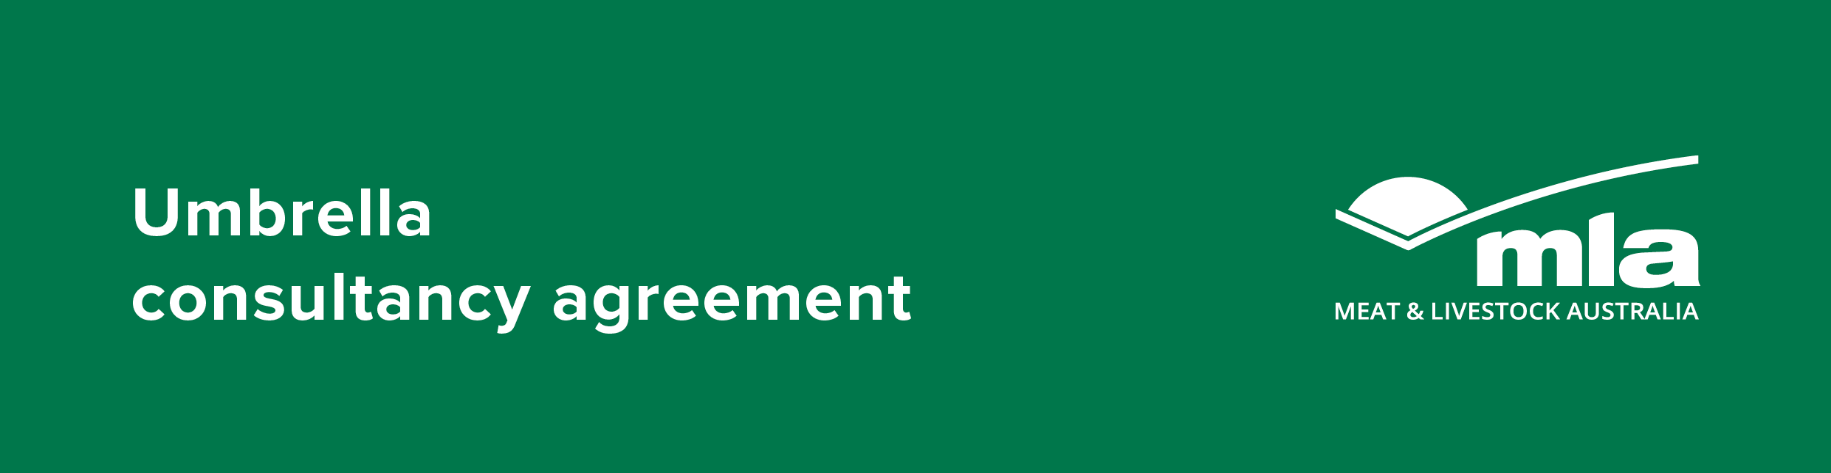 Umbrella
consultancy agreement
mla
MEAT & LIVESTOCK AUSTRALIA